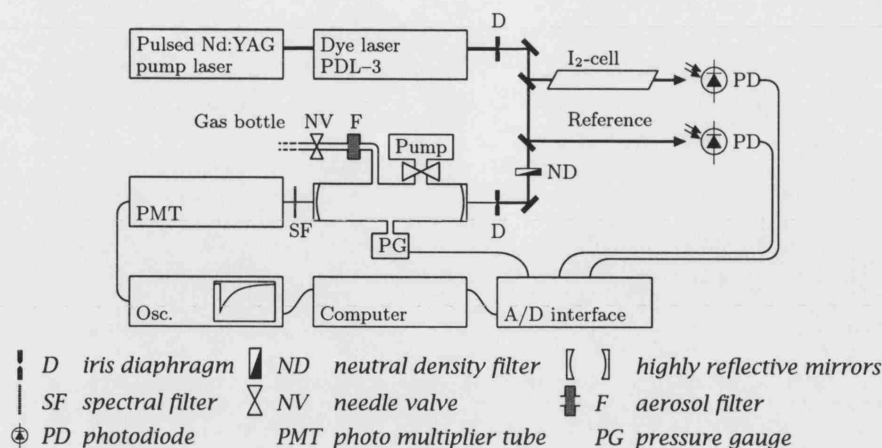 Pulsed Nd:YAG
pump laser
Dye laser
PDL–3
D
I₂-cell
PD
Reference
PD
Gas bottle
NV
F
Pump
ND
PMT
SF
D
PG
Osc.
Computer
A/D interface
D iris diaphragm ND neutral density filter highly reflective mirrors
SF spectral filter NV needle valve F aerosol filter
PD photodiode PMT photo multiplier tube PG pressure gauge